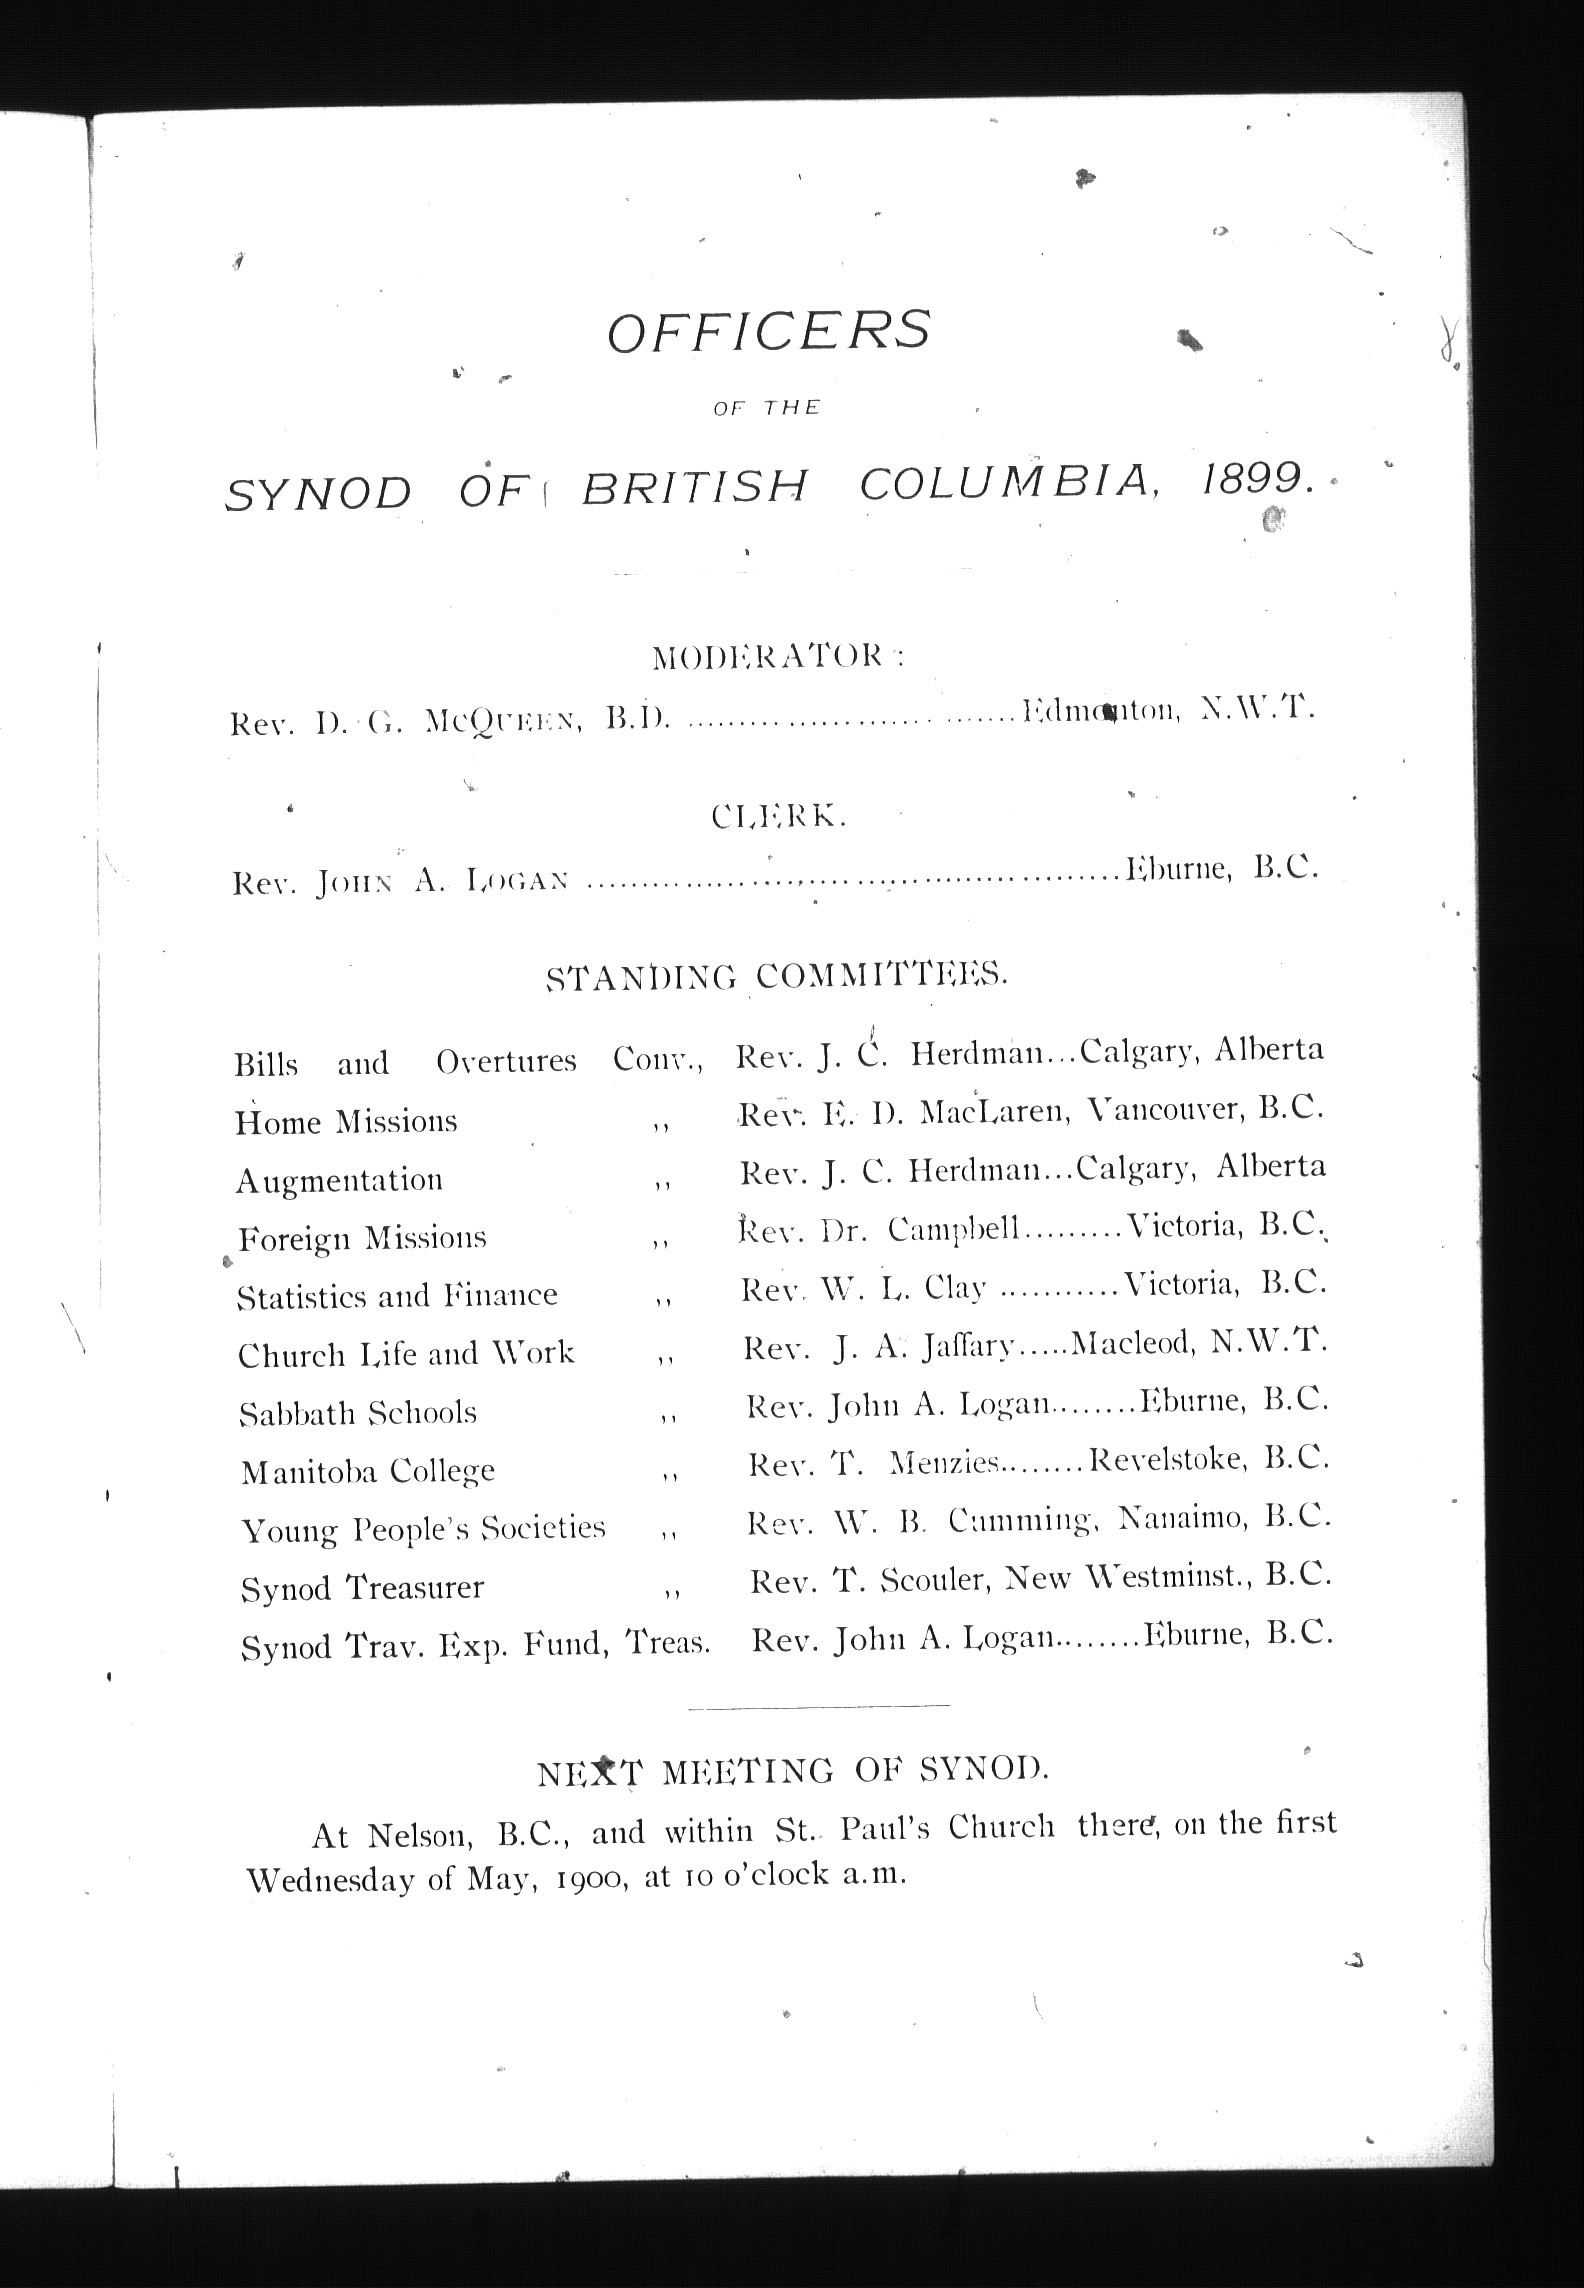 OFFICERS
OF THE
SYNOD OF BRITISH COLUMBIA, 1899.
MODERATOR:
Rev. D. G. McQueen, B.D. ............................ Edmonton, N.W.T.
CLERK.
Rev. John A. Logan ................................................ Eburne, B.C.
STANDING COMMITTEES.
Bills and Overtures Conv., Rev. J. C. Herdman...Calgary, Alberta
Home Missions ,, Rev. E. D. MacLaren, Vancouver, B.C.
Augmentation ,, Rev. J. C. Herdman...Calgary, Alberta
Foreign Missions ,, Rev. Dr. Campbell.........Victoria, B.C.
Statistics and Finance ,, Rev. W. L. Clay ...........Victoria, B.C.
Church Life and Work ,, Rev. J. A. Jaffary.....Macleod, N.W.T.
Sabbath Schools ,, Rev. John A. Logan........Eburne, B.C.
Manitoba College ,, Rev. T. Menzies........Revelstoke, B.C.
Young People's Societies ,, Rev. W. B. Cumming, Nanaimo, B.C.
Synod Treasurer ,, Rev. T. Scouler, New Westminst., B.C.
Synod Trav. Exp. Fund, Treas. Rev. John A. Logan........Eburne, B.C.
NEXT MEETING OF SYNOD.
At Nelson, B.C., and within St. Paul's Church there, on the first
Wednesday of May, 1900, at 10 o'clock a.m.